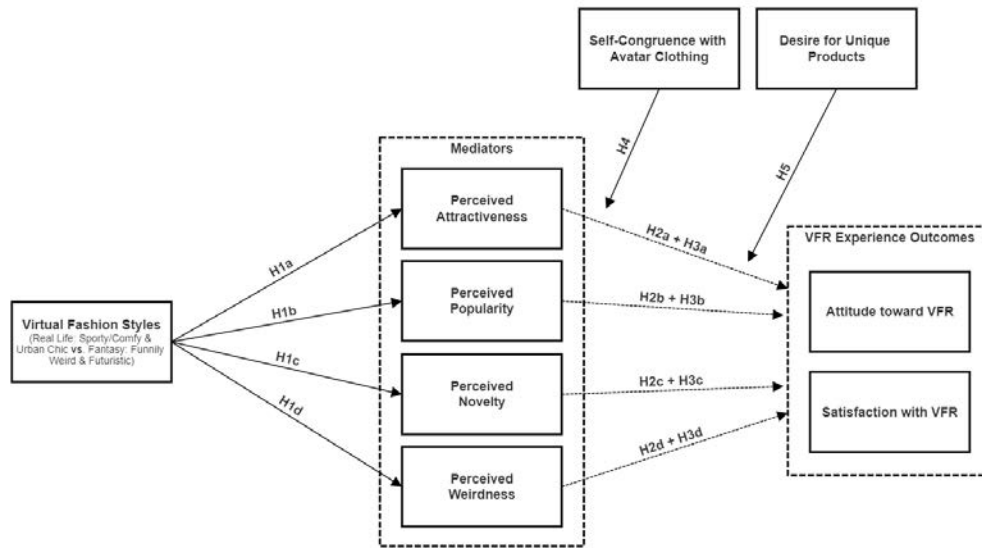 Self-Congruence with
Avatar Clothing
Desire for Unique
Products
H4
H5
Mediators
Perceived
Attractiveness
H2a + H3a
VFR Experience Outcomes
H1a
Perceived
Popularity
H2b + H3b
Attitude toward VFR
Virtual Fashion Styles
(Real Life: Sporty/Comfy &
Urban Chic vs. Fantasy: Funnily
Weird & Futuristic)
H1b
H1c
Perceived
Novelty
H2c + H3c
Satisfaction with VFR
H1d
H2d + H3d
Perceived
Weirdness